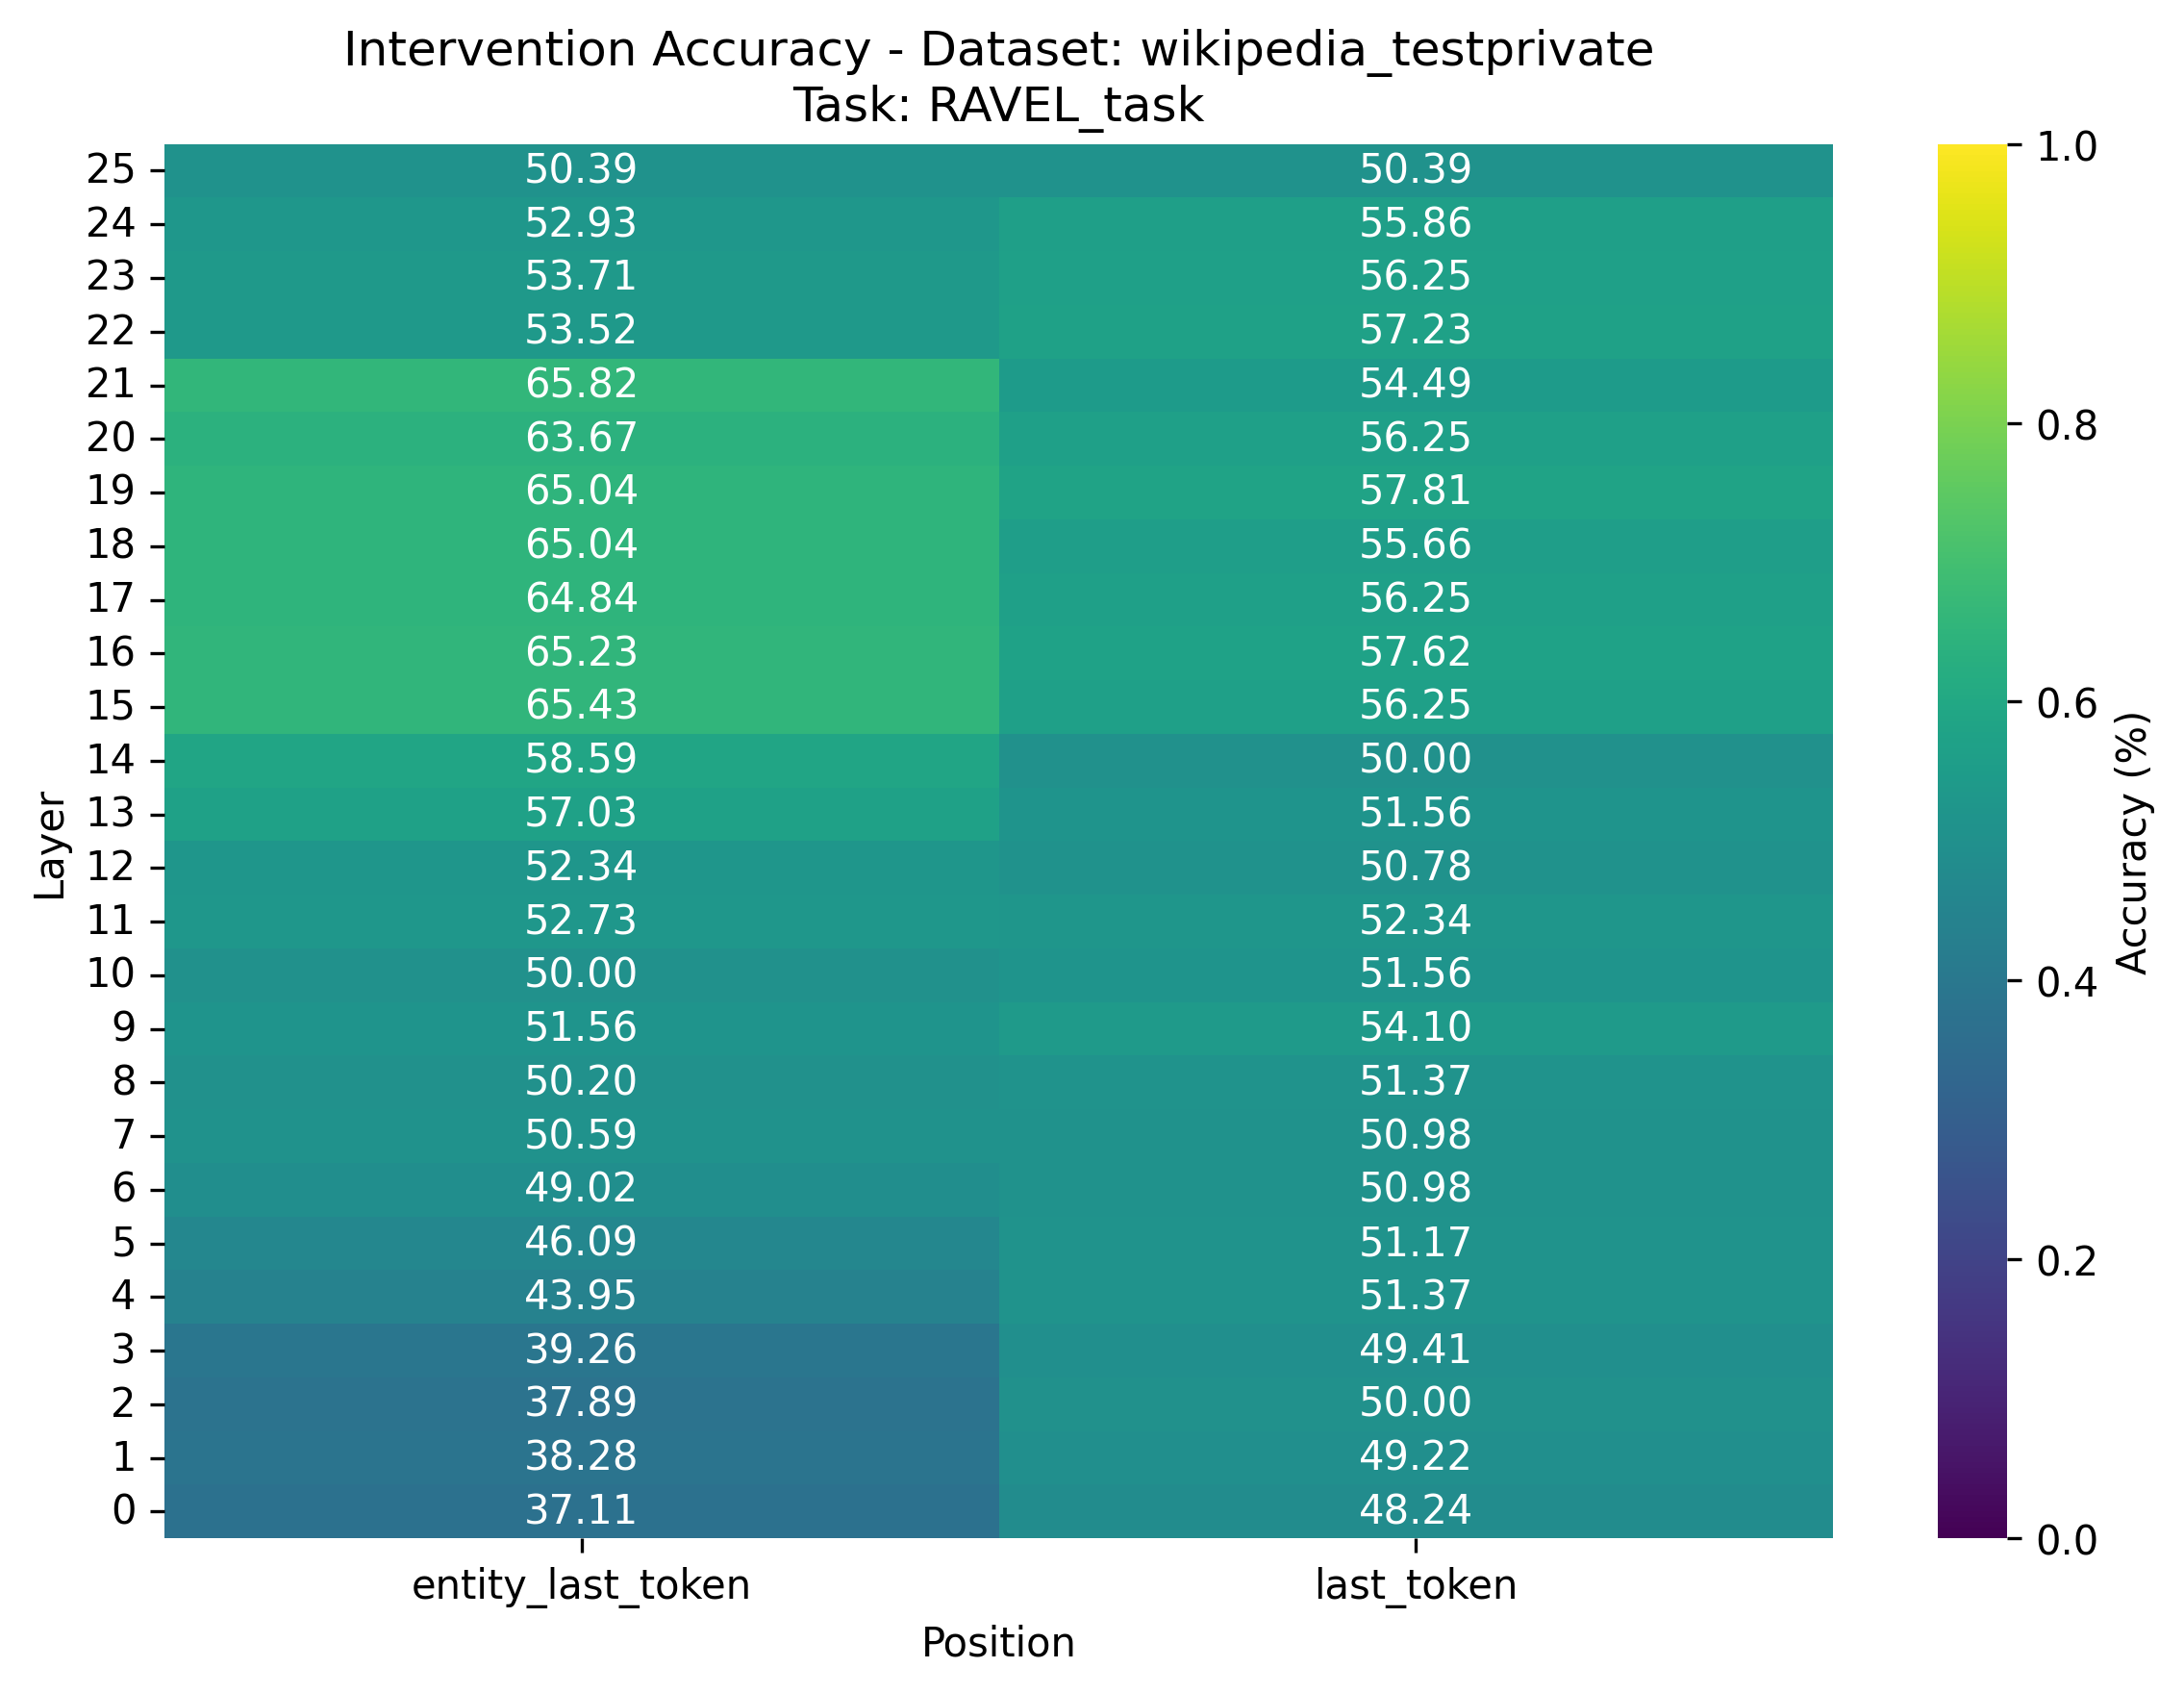 Intervention Accuracy - Dataset: wikipedia_testprivate
Task: RAVEL_task
25 50.39 50.39
24 52.93 55.86
23 53.71 56.25
22 53.52 57.23
21 65.82 54.49
20 63.67 56.25
19 65.04 57.81
18 65.04 55.66
17 64.84 56.25
16 65.23 57.62
15 65.43 56.25
14 58.59 50.00
13 57.03 51.56
12 52.34 50.78
11 52.73 52.34
10 50.00 51.56
9 51.56 54.10
8 50.20 51.37
7 50.59 50.98
6 49.02 50.98
5 46.09 51.17
4 43.95 51.37
3 39.26 49.41
2 37.89 50.00
1 38.28 49.22
0 37.11 48.24
Layer
entity_last_token last_token
Position
1.0
0.8
0.6
0.4
0.2
0.0
Accuracy (%)